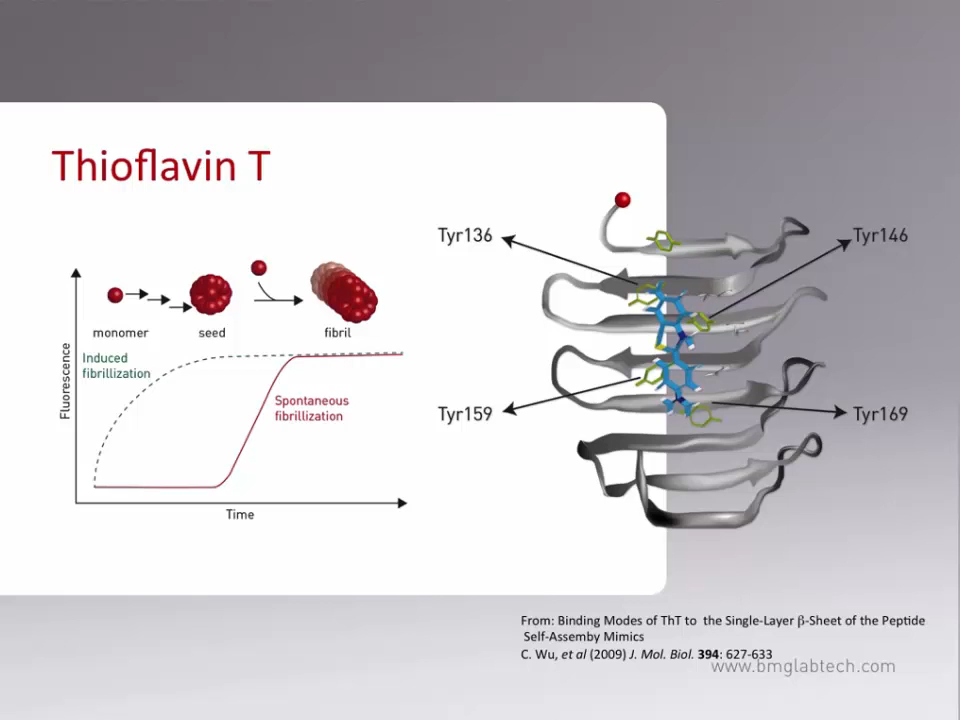 Thioflavin T
monomer
seed
fibril
Induced
fibrillization
Spontaneous
fibrillization
Fluorescence
Time
Tyr136
Tyr146
Tyr159
Tyr169
From: Binding Modes of ThT to the Single-Layer β-Sheet of the Peptide
Self-Assemby Mimics
C. Wu, et al (2009) J. Mol. Biol. 394: 627-633
www.bmglabtech.com